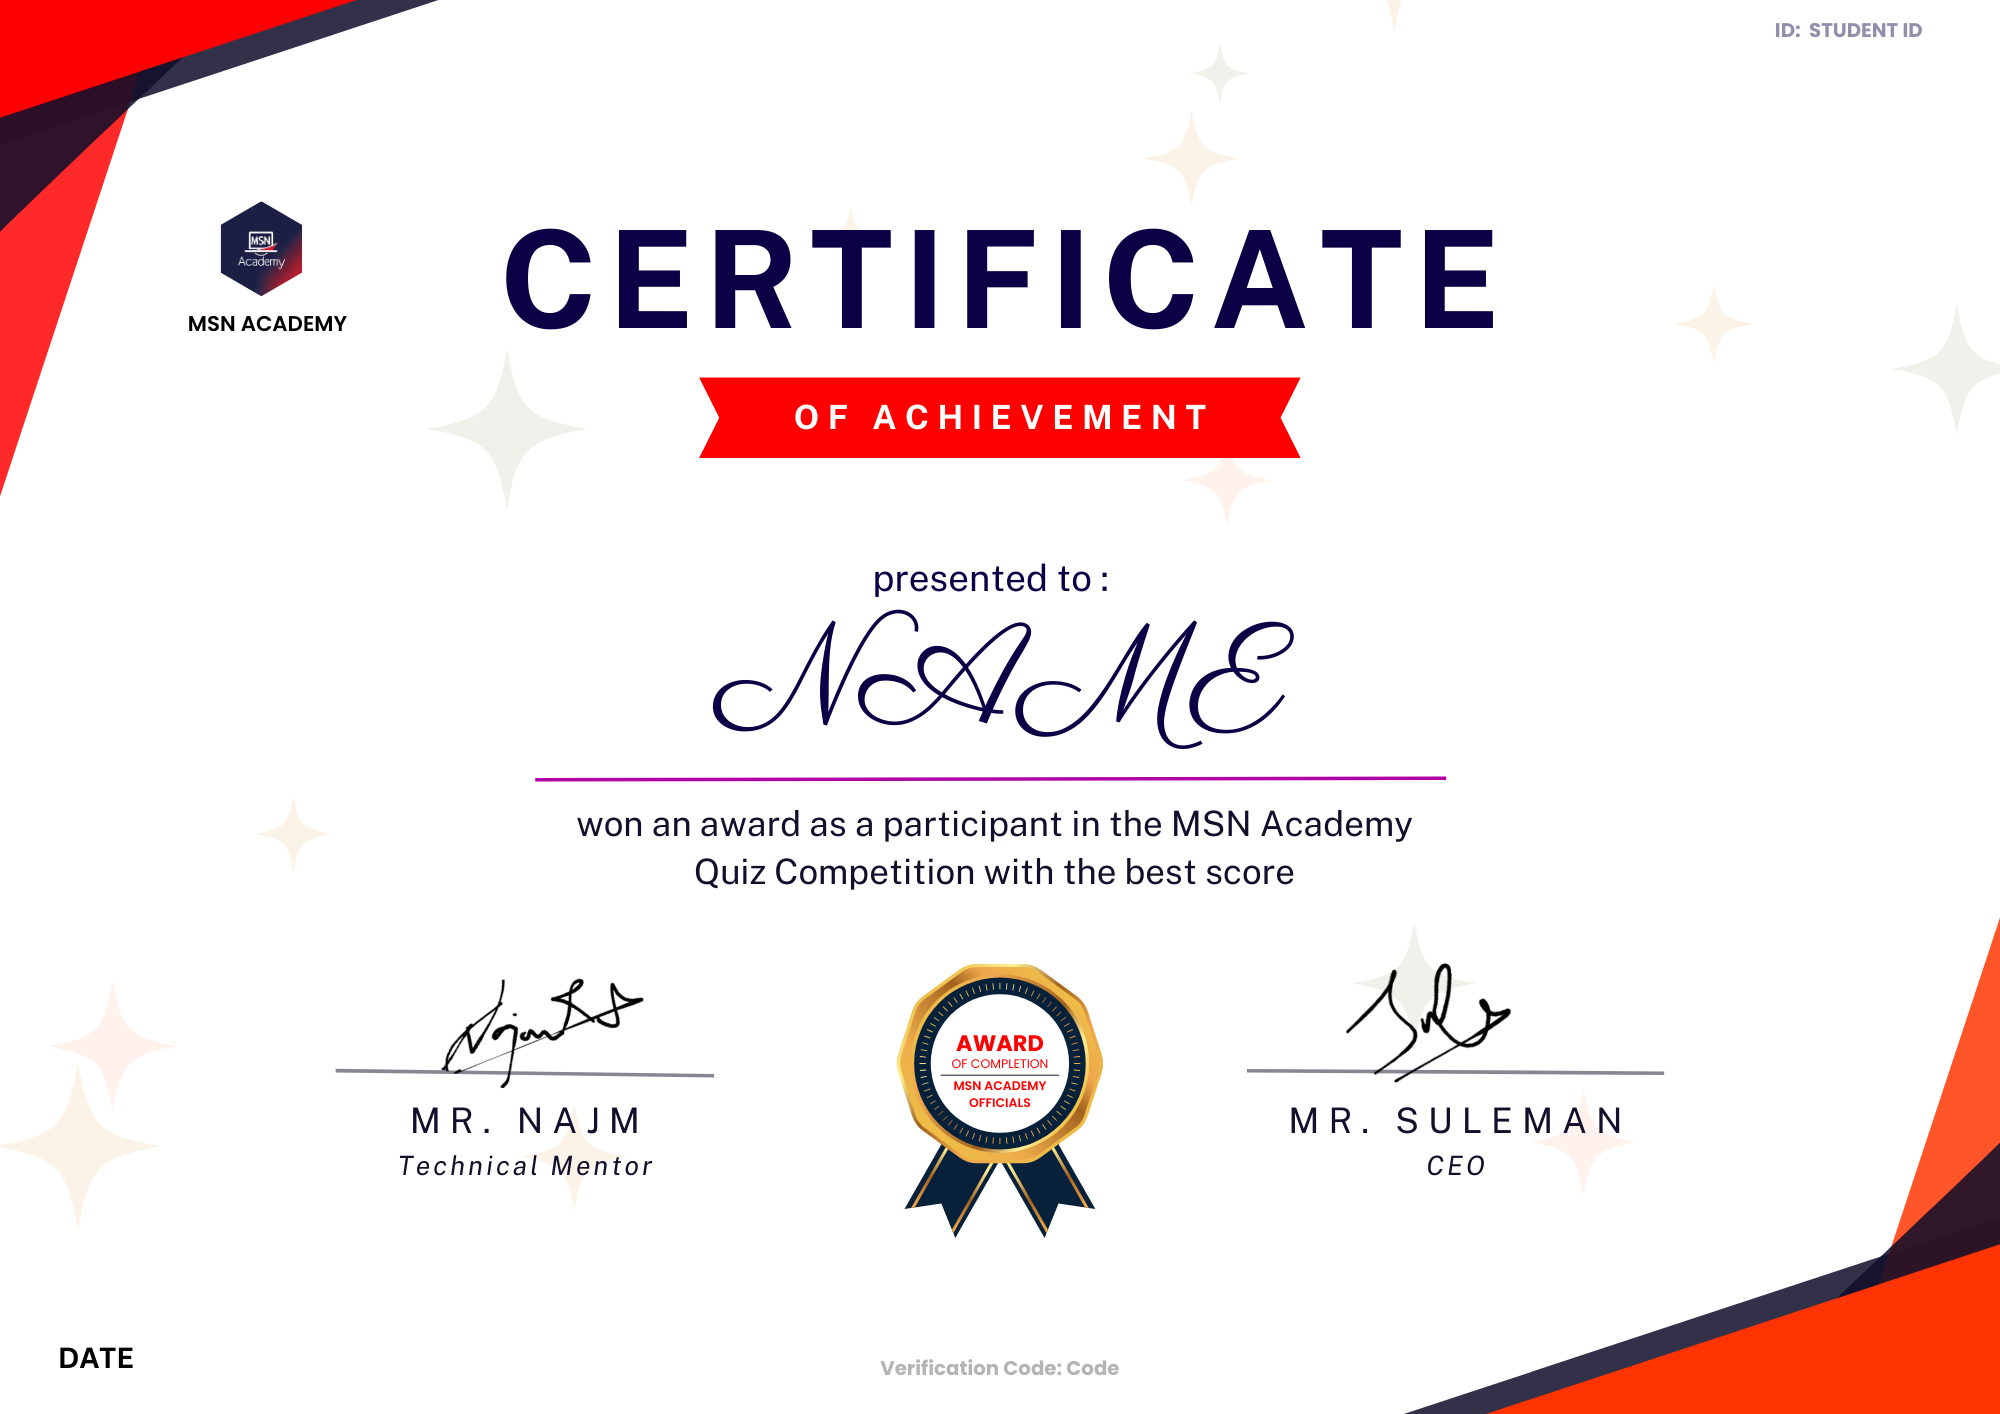 ID: STUDENT ID
MSN
Academy
MSN ACADEMY
CERTIFICATE
OF ACHIEVEMENT
presented to :
NAME
won an award as a participant in the MSN Academy
Quiz Competition with the best score
AWARD
OF COMPLETION
MSN ACADEMY
OFFICIALS
MR. NAJM
Technical Mentor
MR. SULEMAN
CEO
DATE
Verification Code: Code